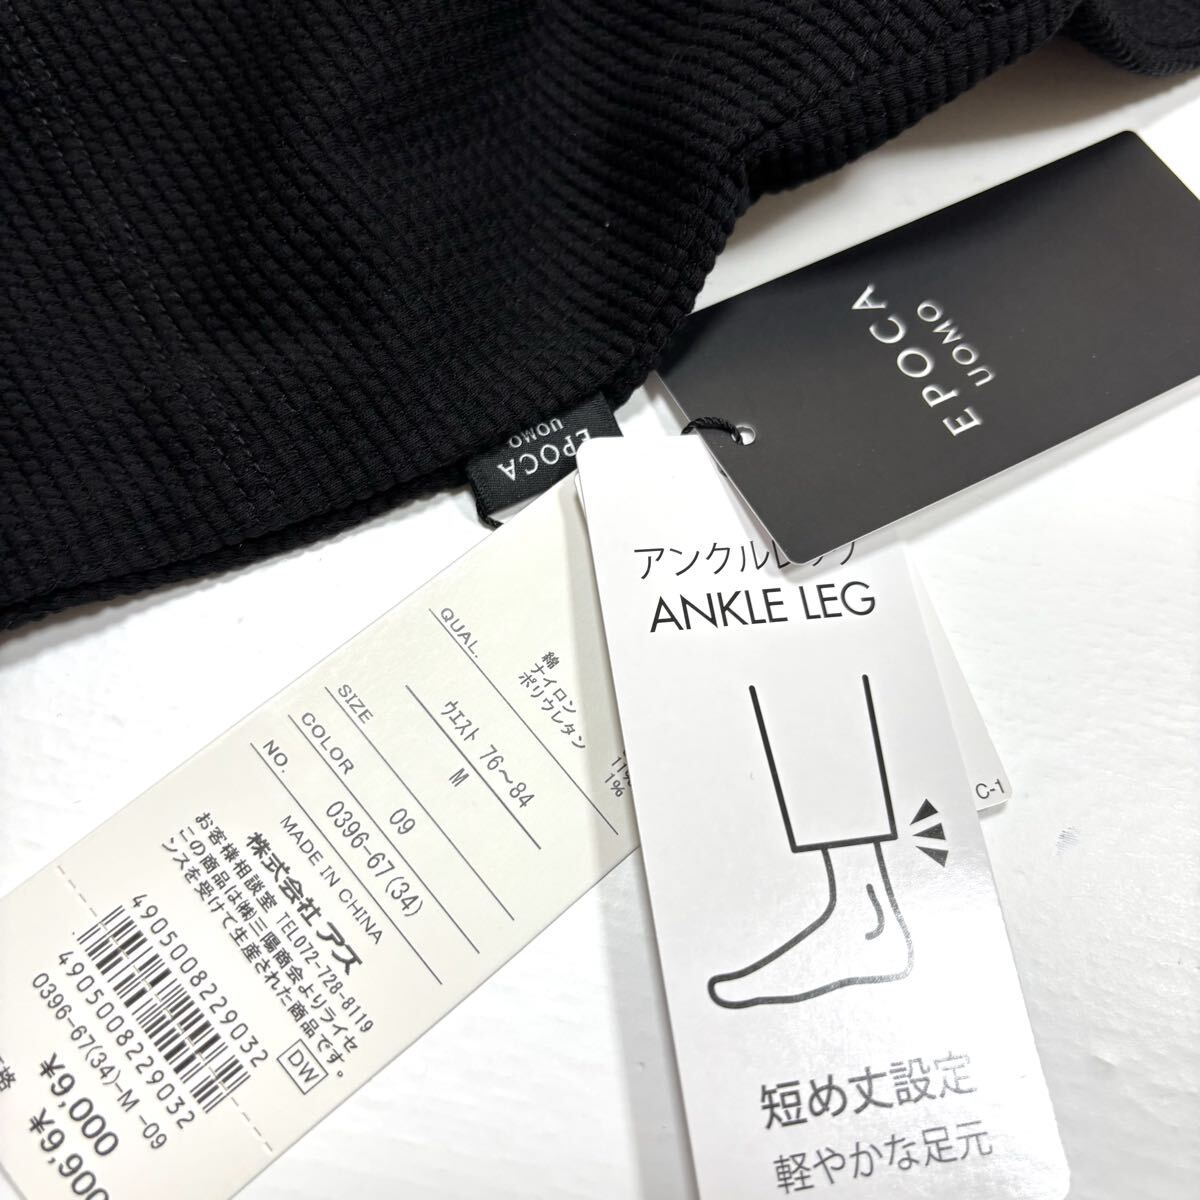 EPOCA
UOMO
EPOCA
UOMO
アンクルレッグ
ANKLE LEG
短め丈設定
軽やかな足元
C-1
QUAL.
綿
ナイロン
ポリウレタン
11%
1%
SIZE
ウエスト 76～84
M
COLOR
09
NO.
0396-67(34)
MADE IN CHINA
株式会社 アズ
お客様相談室 TEL072-728-8119
この商品は㈱三陽商会よりライセ
ンスを受けて生産された商品です。
DW
4905008229032
4905008229032
0396-67(34)-M -09
¥9,000
格 ¥9,900